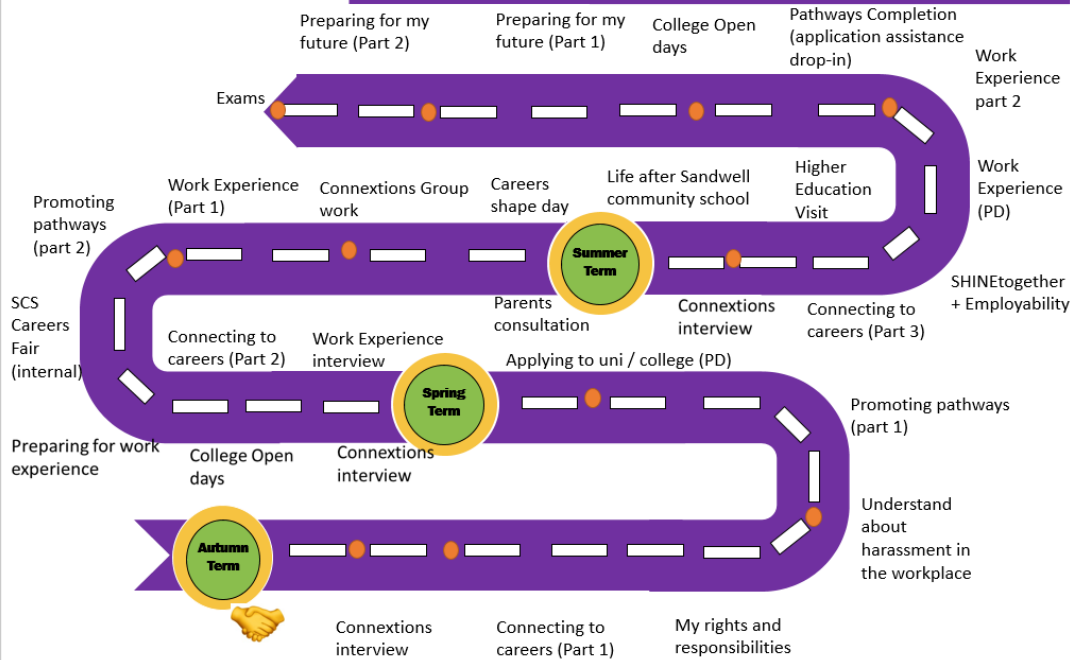 Preparing for my
future (Part 2)
Preparing for my
future (Part 1)
College Open
days
Pathways Completion
(application assistance
drop-in)
Work
Experience
part 2
Exams
Promoting
pathways
(part 2)
Work Experience
(Part 1)
Connextions Group
work
Careers
shape day
Life after Sandwell
community school
Higher
Education
Visit
Work
Experience
(PD)
Summer
Term
SHINEtogether
+ Employability
SCS
Careers
Fair
(internal)
Parents
consultation
Connextions
interview
Connecting to
careers (Part 3)
Connecting to
careers (Part 2)
Work Experience
interview
Applying to uni / college (PD)
Spring
Term
Promoting pathways
(part 1)
Preparing for work
experience
College Open
days
Connextions
interview
Understand
about
harassment in
the workplace
Autumn
Term
Connextions
interview
Connecting to
careers (Part 1)
My rights and
responsibilities